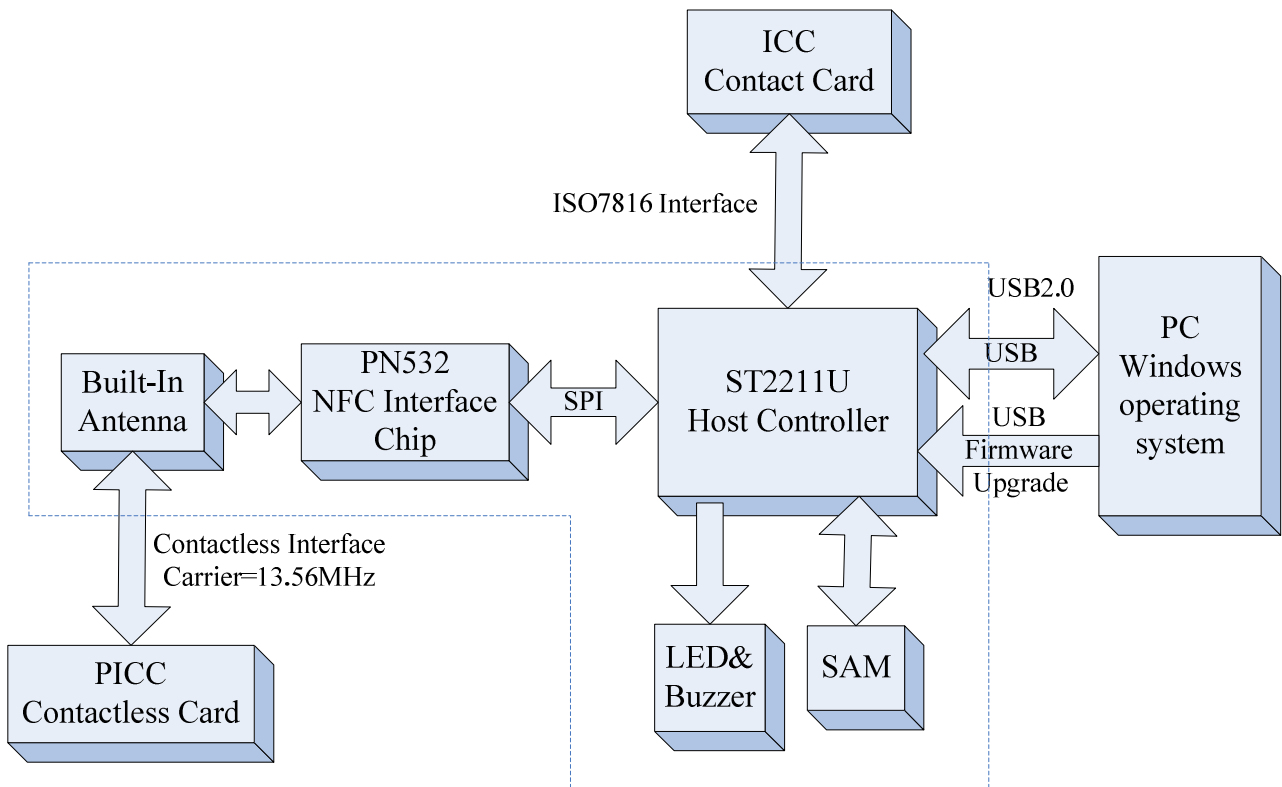 ICC
Contact Card
ISO7816 Interface
USB2.0
USB
PC
Windows
operating
system
USB
Firmware
Upgrade
ST2211U
Host Controller
SPI
PN532
NFC Interface
Chip
Built-In
Antenna
Contactless Interface
Carrier=13.56MHz
PICC
Contactless Card
LED&
Buzzer
SAM